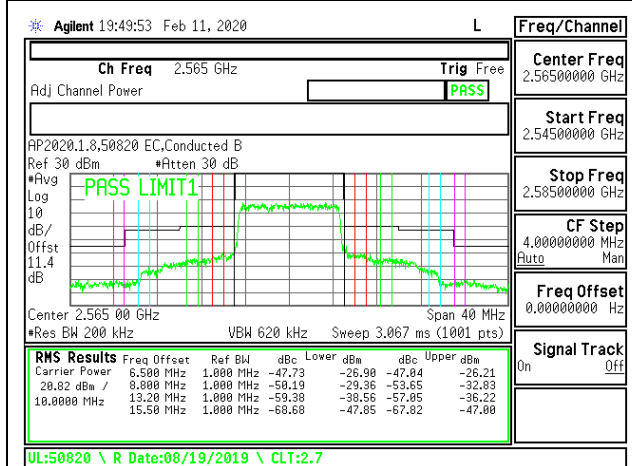 Agilent 19:49:53 Feb 11, 2020 L
Freq/Channel
Ch Freq 2.565 GHz Trig Free
Adj Channel Power PASS
AP2020.1.8,50820 EC,Conducted B
Ref 30 dBm #Atten 30 dB
#Avg
Log
10
dB/
Offst
11.4
dB
PASS LIMIT1
Center 2.565 00 GHz Span 40 MHz
#Res BW 200 kHz VBW 620 kHz Sweep 3.067 ms (1001 pts)
RMS Results Freq Offset Ref BW dBc Lower dBm dBc Upper dBm
Carrier Power 6.500 MHz 1.000 MHz -47.73 -26.90 -47.04 -26.21
20.82 dBm / 8.800 MHz 1.000 MHz -50.19 -29.36 -53.65 -32.83
10.0000 MHz 13.20 MHz 1.000 MHz -59.38 -38.56 -57.05 -36.22
15.50 MHz 1.000 MHz -68.68 -47.85 -67.82 -47.00
UL:50820 \ R Date:08/19/2019 \ CLT:2.7
Center Freq
2.56500000 GHz
Start Freq
2.54500000 GHz
Stop Freq
2.58500000 GHz
CF Step
4.00000000 MHz
Auto Man
Freq Offset
0.00000000 Hz
Signal Track
On Off